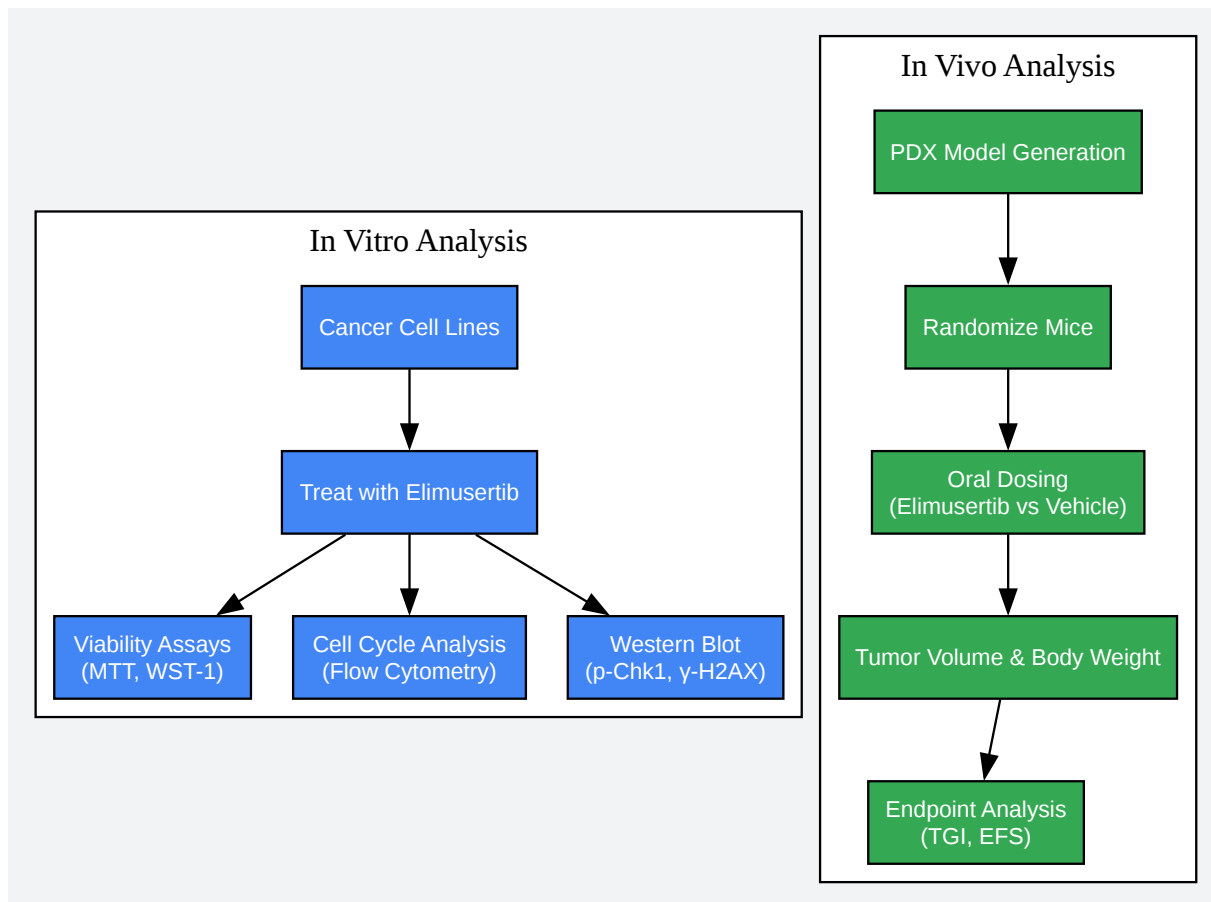 In Vitro Analysis
Cancer Cell Lines
Treat with Elimusertib
Viability Assays
(MTT, WST-1)
Cell Cycle Analysis
(Flow Cytometry)
Western Blot
(p-Chk1, γ-H2AX)
In Vivo Analysis
PDX Model Generation
Randomize Mice
Oral Dosing
(Elimusertib vs Vehicle)
Tumor Volume & Body Weight
Endpoint Analysis
(TGI, EFS)